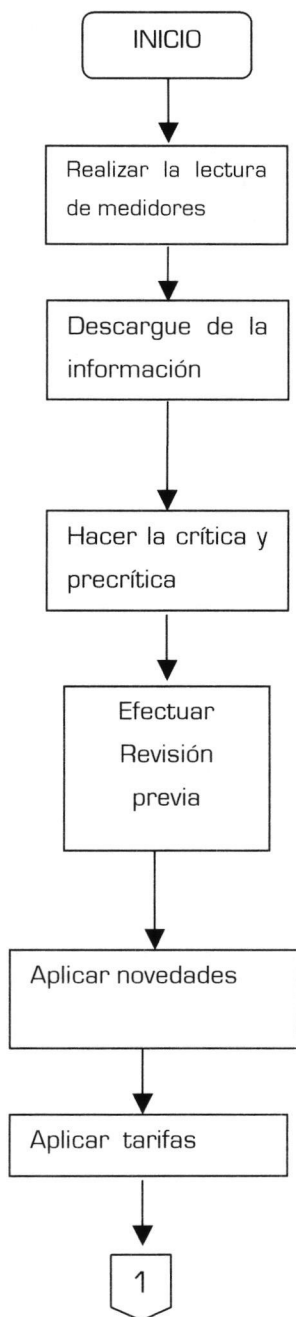 INICIO
Realizar la lectura
de medidores
Descargue de la
información
Hacer la crítica y
precrítica
Efectuar
Revisión
previa
Aplicar novedades
Aplicar tarifas
1